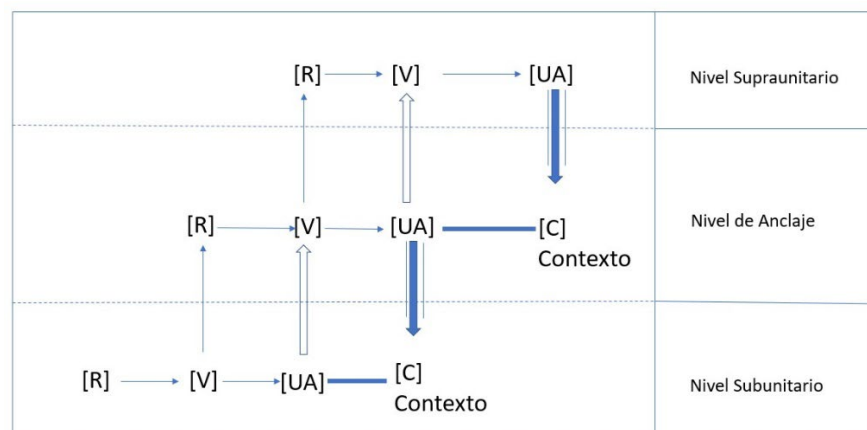 [R] [V] [UA] Nivel Supraunitario
[R] [V] [UA] [C] Nivel de Anclaje
Contexto
[R] [V] [UA] [C] Nivel Subunitario
Contexto